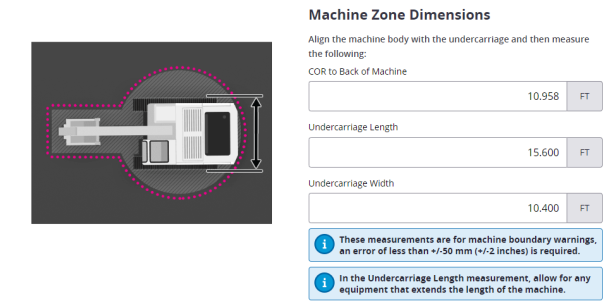 Machine Zone Dimensions
Align the machine body with the undercarriage and then measure
the following:
COR to Back of Machine
10.958 FT
Undercarriage Length
15.600 FT
Undercarriage Width
10.400 FT
These measurements are for machine boundary warnings,
an error of less than +/-50 mm (+/-2 inches) is required.
In the Undercarriage Length measurement, allow for any
equipment that extends the length of the machine.